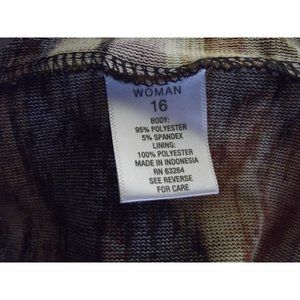 WOMAN
16
BODY:
95% POLYESTER
5% SPANDEX
LINING:
100% POLYESTER
MADE IN INDONESIA
RN 63264
SEE REVERSE
FOR CARE